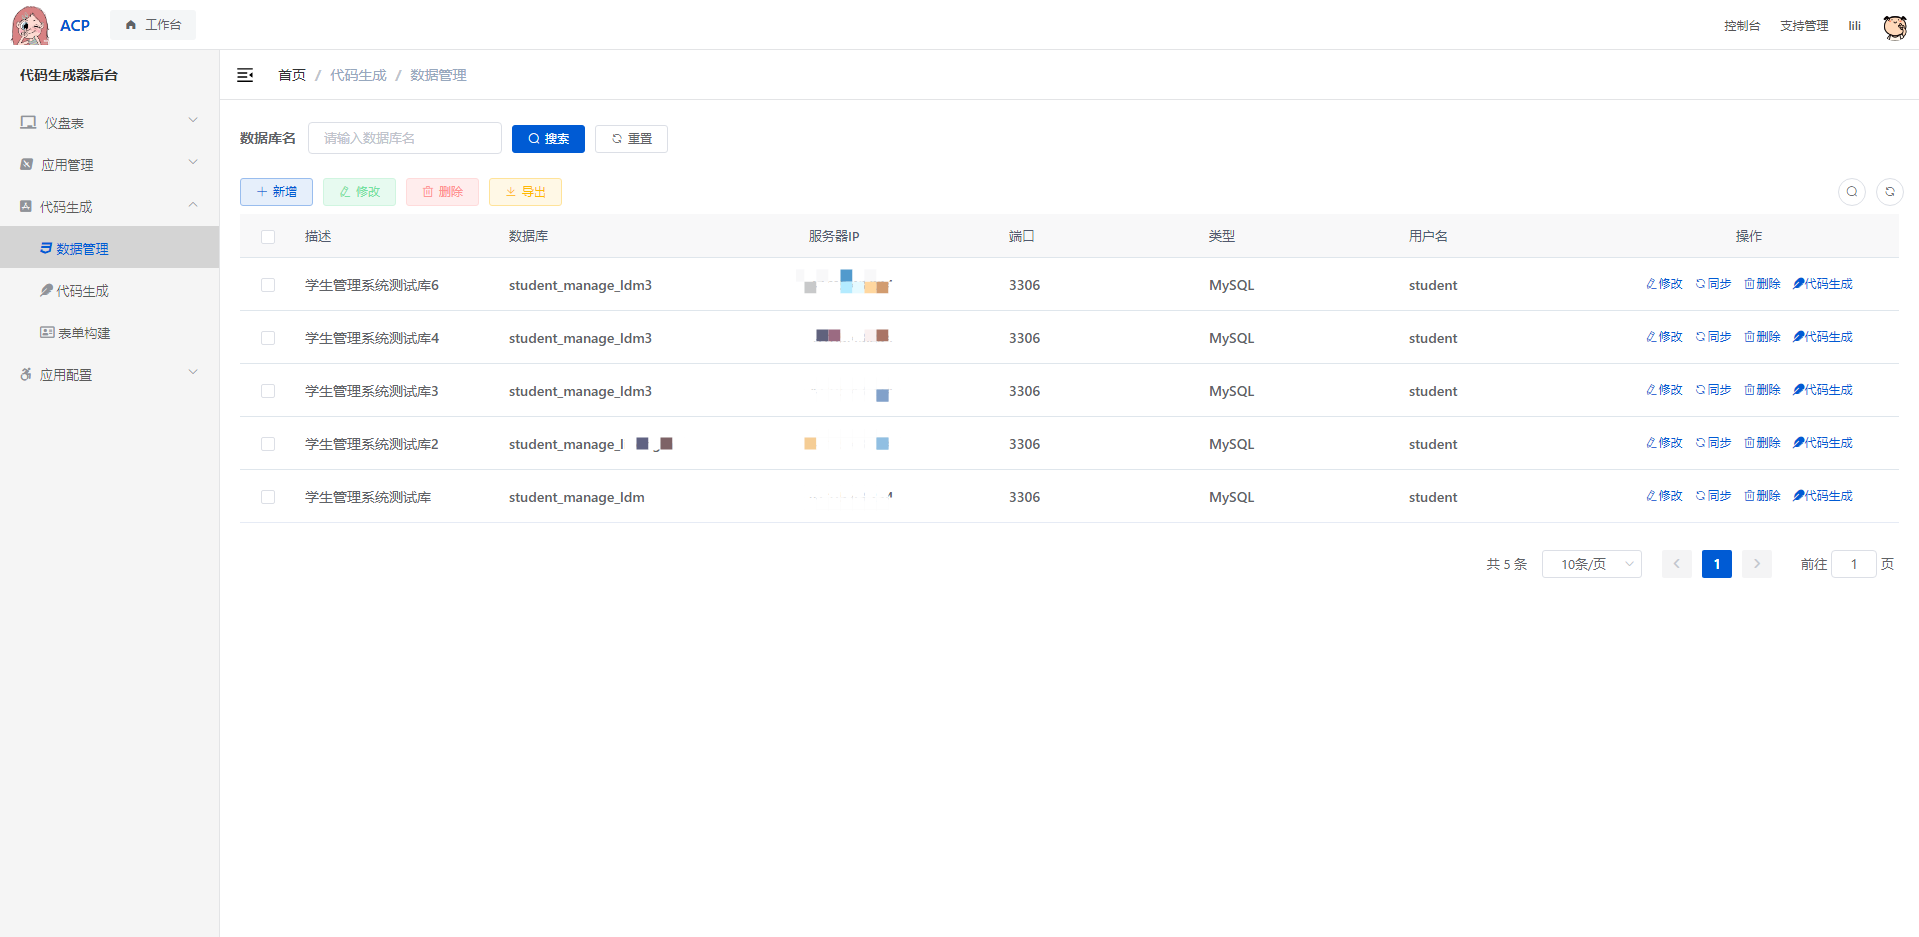 ACP 工作台 控制台 支持管理 lili
代码生成器后台
首页 / 代码生成 / 数据管理
仪盘表
应用管理
代码生成
数据管理
代码生成
表单构建
应用配置
数据库名 请输入数据库名 搜索 重置
新增 修改 删除 导出
描述 数据库 服务器IP 端口 类型 用户名 操作
学生管理系统测试库6 student_manage_ldm3 3306 MySQL student 修改 同步 删除 代码生成
学生管理系统测试库4 student_manage_ldm3 3306 MySQL student 修改 同步 删除 代码生成
学生管理系统测试库3 student_manage_ldm3 3306 MySQL student 修改 同步 删除 代码生成
学生管理系统测试库2 student_manage_l 3306 MySQL student 修改 同步 删除 代码生成
学生管理系统测试库 student_manage_ldm 3306 MySQL student 修改 同步 删除 代码生成
共 5 条 10条/页 1 前往 1 页